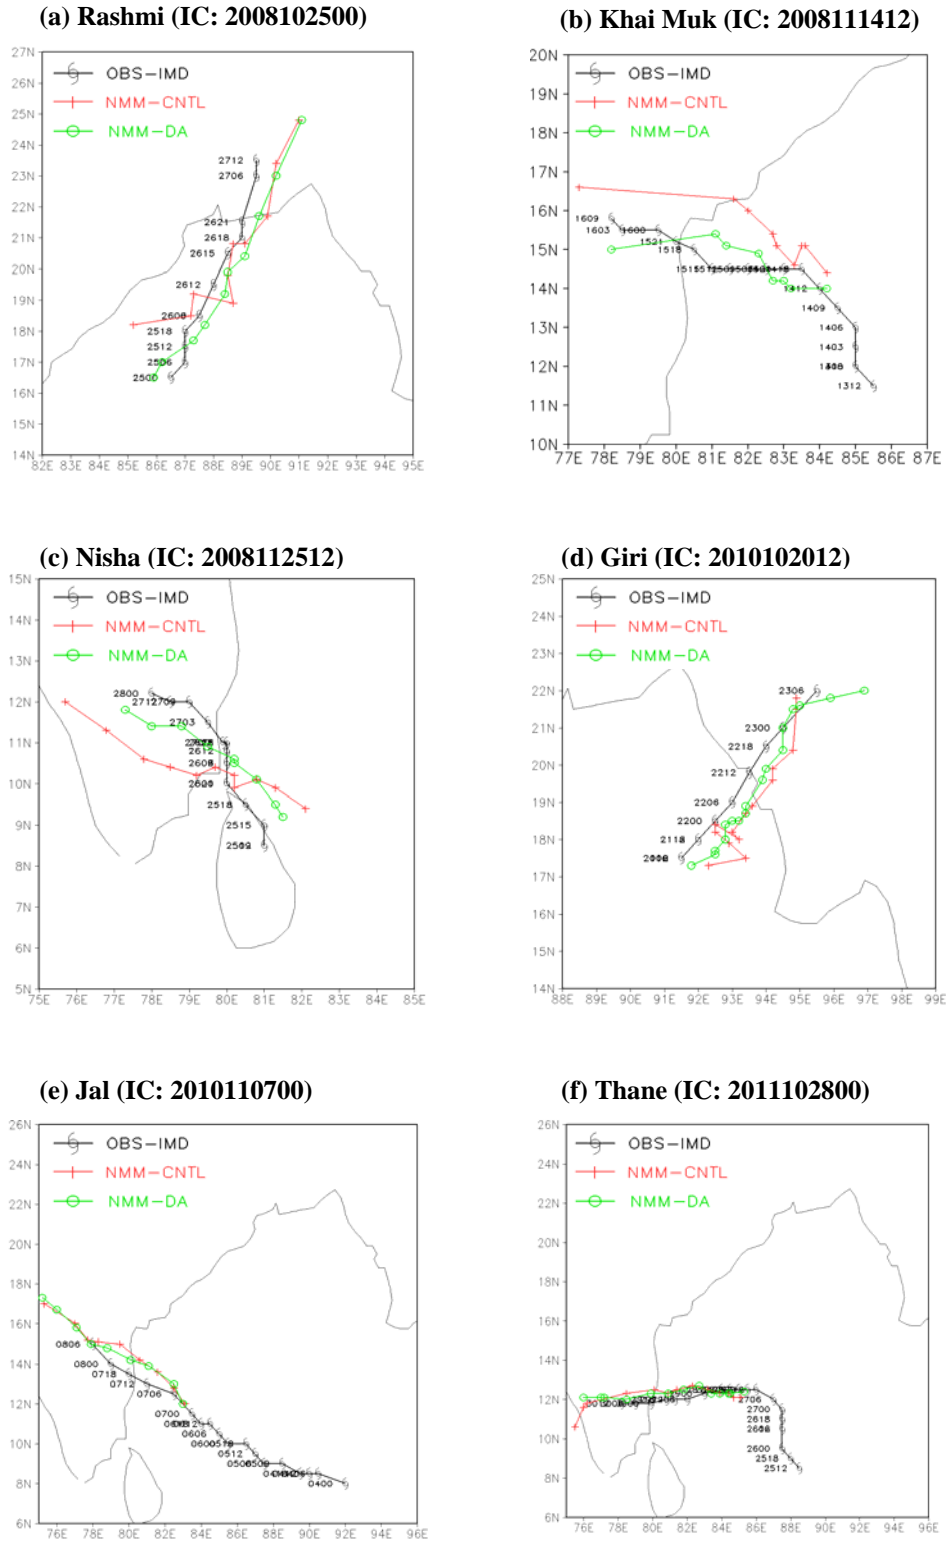 (a) Rashmi (IC: 2008102500)
27N
26N
25N
24N
23N
22N
21N
20N
19N
18N
17N
16N
15N
14N
82E 83E 84E 85E 86E 87E 88E 89E 90E 91E 92E 93E 94E 95E
OBS-IMD
NMM-CNTL
NMM-DA
2712
2706
2621
2618
2615
2612
2518
2512
(b) Khai Muk (IC: 2008111412)
20N
19N
18N
17N
16N
15N
14N
13N
12N
11N
10N
77E 78E 79E 80E 81E 82E 83E 84E 85E 86E 87E
OBS-IMD
NMM-CNTL
NMM-DA
1609
1603
1600
1521
1518
1412
1409
1406
1403
1312
(c) Nisha (IC: 2008112512)
15N
14N
13N
12N
11N
10N
9N
8N
7N
6N
5N
75E 76E 77E 78E 79E 80E 81E 82E 83E 84E 85E
OBS-IMD
NMM-CNTL
NMM-DA
2800
2703
2612
2518
2515
(d) Giri (IC: 2010102012)
25N
24N
23N
22N
21N
20N
19N
18N
17N
16N
15N
14N
88E 89E 90E 91E 92E 93E 94E 95E 96E 97E 98E 99E
OBS-IMD
NMM-CNTL
NMM-DA
2306
2300
2218
2212
2206
2200
(e) Jal (IC: 2010110700)
26N
24N
22N
20N
18N
16N
14N
12N
10N
8N
6N
76E 78E 80E 82E 84E 86E 88E 90E 92E 94E 96E
OBS-IMD
NMM-CNTL
NMM-DA
0806
0800
0718
0712
0706
0700
0606
0512
0400
(f) Thane (IC: 2011102800)
26N
24N
22N
20N
18N
16N
14N
12N
10N
8N
6N
76E 78E 80E 82E 84E 86E 88E 90E 92E 94E 96E
OBS-IMD
NMM-CNTL
NMM-DA
2706
2700
2618
2600
2518
2512